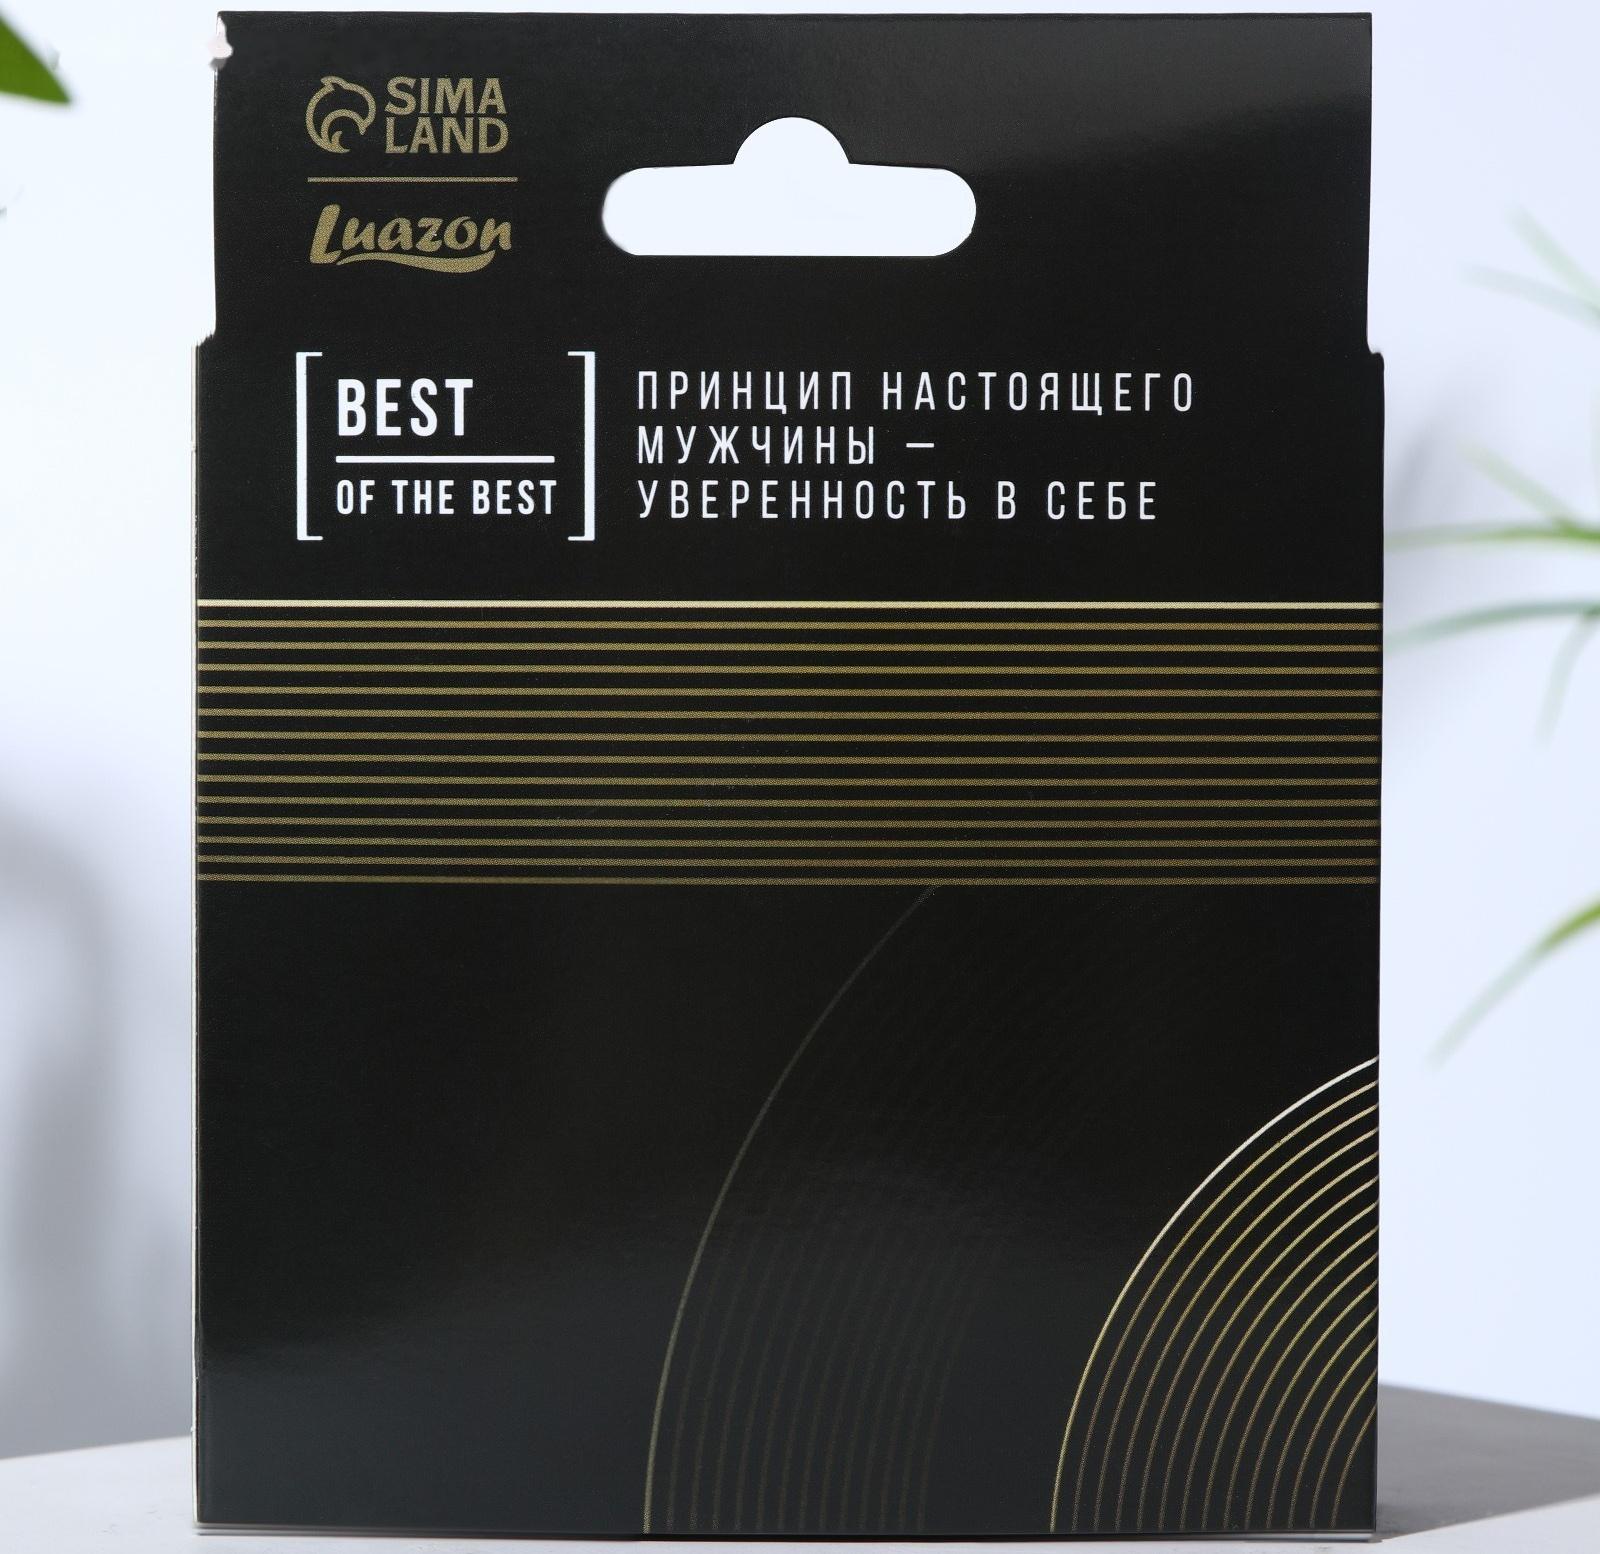 SIMA
LAND
Luazon
BEST
OF THE BEST
ПРИНЦИП НАСТОЯЩЕГО
МУЖЧИНЫ —
УВЕРЕННОСТЬ В СЕБЕ